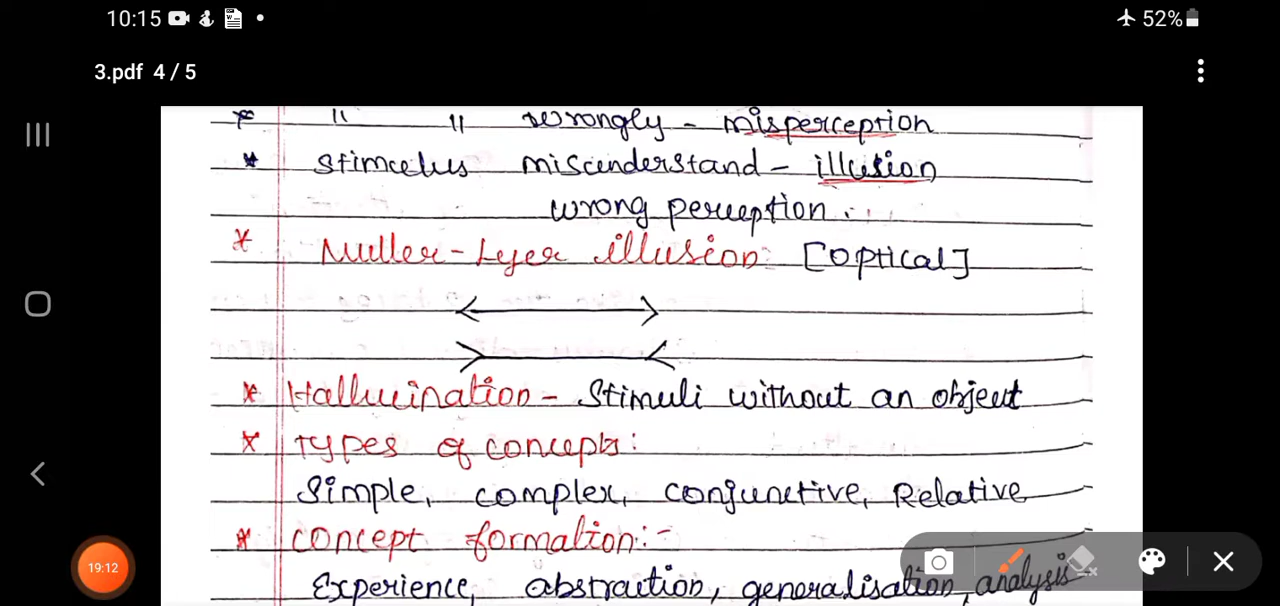 10:15
52%
3.pdf 4 / 5
* " " wrongly - misperception
* stimulus misunderstand - illusion
wrong perception.
* Muller-Lyer illusion: [optical]
* Hallucination - Stimuli without an object
* Types of concepts:
Simple, complex, conjunctive, Relative
* concept formation:-
Experience, abstraction, generalisation, analysis
19:12